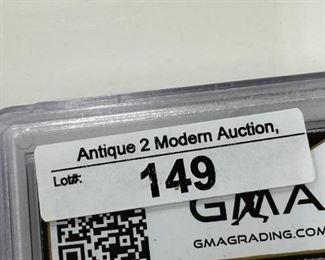 Antique 2 Modern Auction,
Lot#: 149
GMA
GMAGRADING.COM